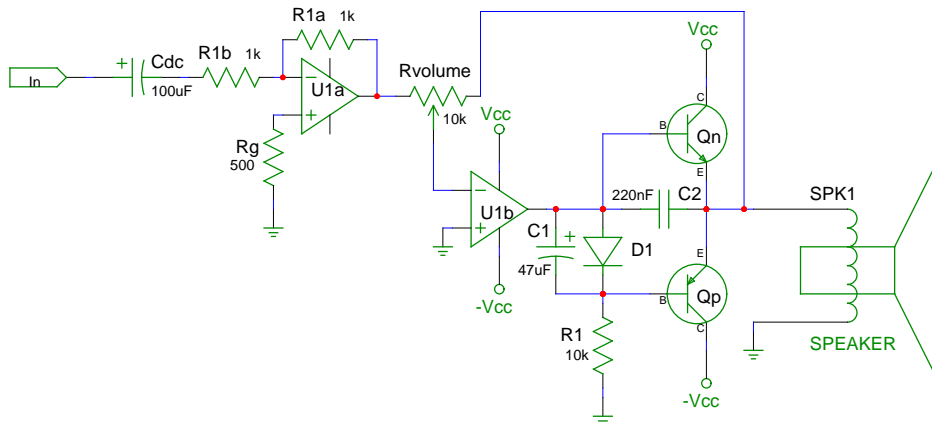 In
+
Cdc
100uF
R1b 1k
R1a 1k
−
+
U1a
Rg
500
Rvolume
10k
Vcc
−
+
U1b
-Vcc
C1
+
47uF
D1
220nF
C2
R1
10k
Vcc
C
B
Qn
E
E
B
Qp
C
-Vcc
SPK1
SPEAKER